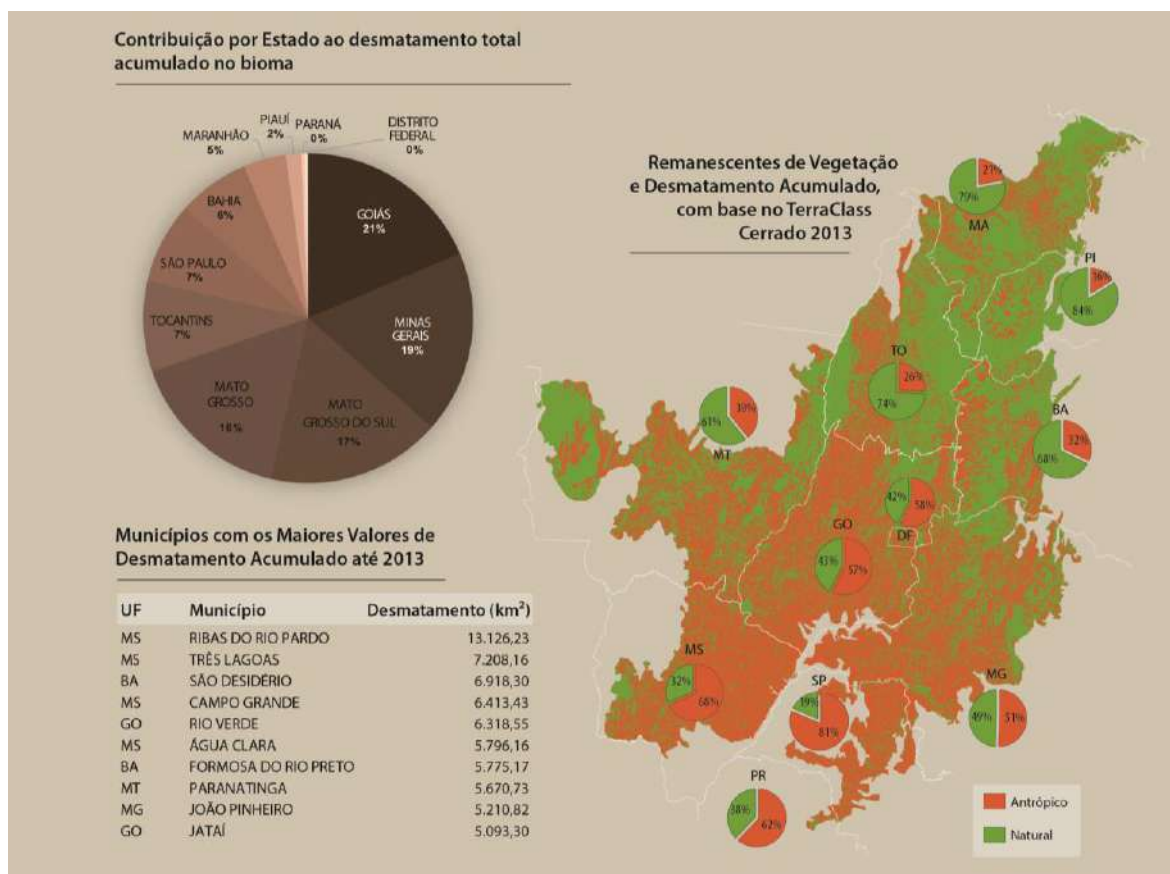 Contribuição por Estado ao desmatamento total
acumulado no bioma
PIAUÍ
2%
PARANÁ
0%
DISTRITO
FEDERAL
0%
MARANHÃO
5%
BAHIA
6%
GOIÁS
21%
SÃO PAULO
7%
TOCANTINS
7%
MINAS
GERAIS
19%
MATO
GROSSO
16%
MATO
GROSSO DO SUL
17%
Remanescentes de Vegetação
e Desmatamento Acumulado,
com base no TerraClass
Cerrado 2013
21%
79%
MA
PI
16%
84%
TO
26%
74%
39%
61%
MT
BA
32%
68%
42%
58%
DF
GO
43%
57%
MS
32%
68%
SP
19%
81%
MG
49%
51%
PR
38%
62%
Antrópico
Natural
Municípios com os Maiores Valores de
Desmatamento Acumulado até 2013
UF Município Desmatamento (km²)
MS RIBAS DO RIO PARDO 13.126,23
MS TRÊS LAGOAS 7.208,16
BA SÃO DESIDÉRIO 6.918,30
MS CAMPO GRANDE 6.413,43
GO RIO VERDE 6.318,55
MS ÁGUA CLARA 5.796,16
BA FORMOSA DO RIO PRETO 5.775,17
MT PARANATINGA 5.670,73
MG JOÃO PINHEIRO 5.210,82
GO JATAÍ 5.093,30